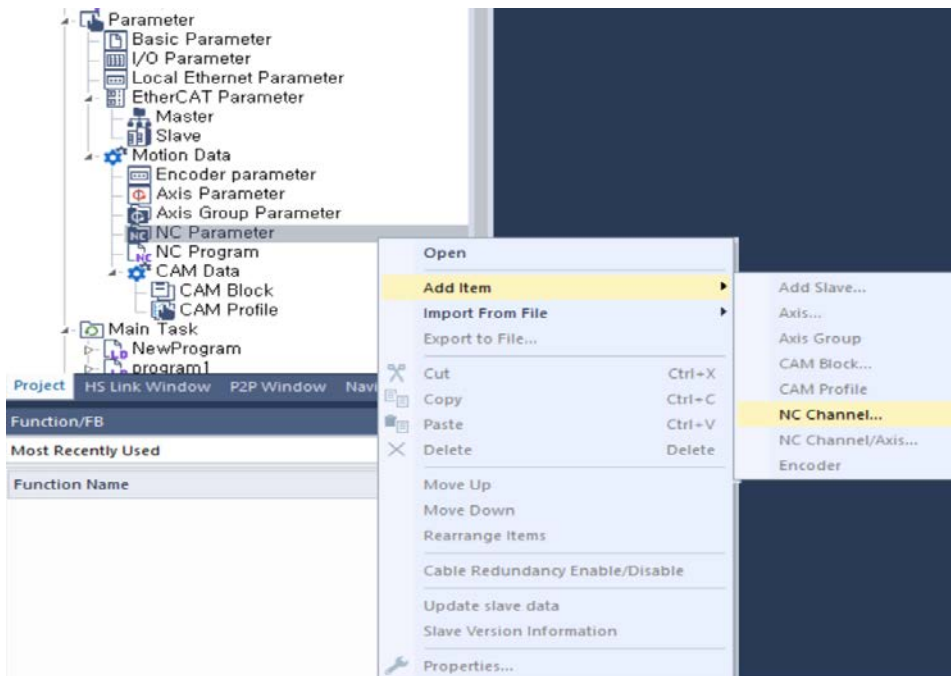 Parameter
Basic Parameter
I/O Parameter
Local Ethernet Parameter
EtherCAT Parameter
Master
Slave
Motion Data
Encoder parameter
Axis Parameter
Axis Group Parameter
NC Parameter
NC Program
CAM Data
CAM Block
CAM Profile
Main Task
NewProgram
program1
Project HS Link Window P2P Window Navi
Function/FB
Most Recently Used
Function Name
Open
Add Item
Import From File
Export to File...
Cut Ctrl+X
Copy Ctrl+C
Paste Ctrl+V
Delete Delete
Move Up
Move Down
Rearrange Items
Cable Redundancy Enable/Disable
Update slave data
Slave Version Information
Properties...
Add Slave...
Axis...
Axis Group
CAM Block...
CAM Profile
NC Channel...
NC Channel/Axis...
Encoder